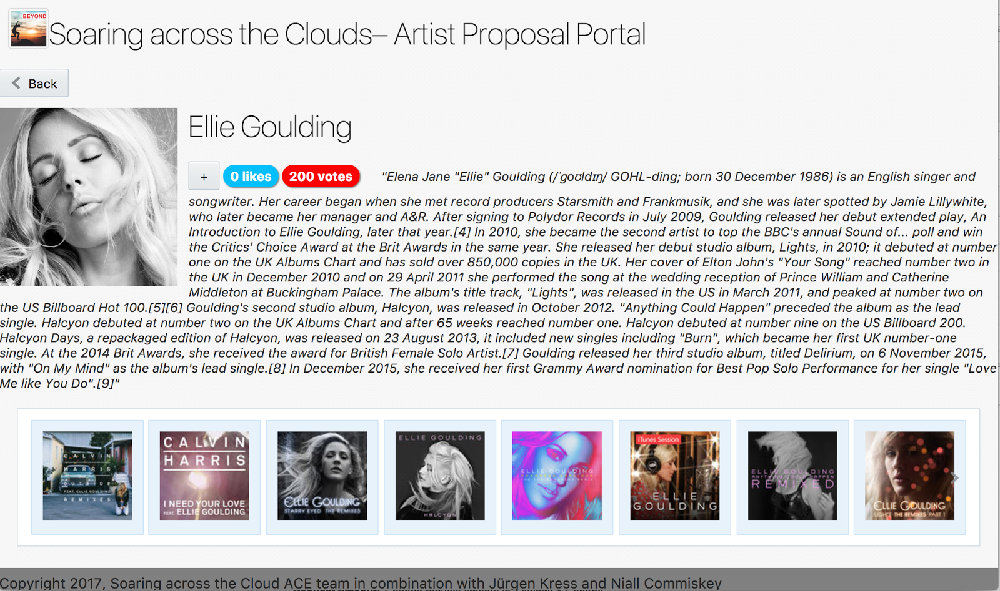 BEYOND
Soaring across the Clouds– Artist Proposal Portal
Back
Ellie Goulding
+ 0 likes 200 votes "Elena Jane "Ellie" Goulding (/ˈɡoʊldɪŋ/ GOHL-ding; born 30 December 1986) is an English singer and
songwriter. Her career began when she met record producers Starsmith and Frankmusik, and she was later spotted by Jamie Lillywhite,
who later became her manager and A&R. After signing to Polydor Records in July 2009, Goulding released her debut extended play, An
Introduction to Ellie Goulding, later that year.[4] In 2010, she became the second artist to top the BBC's annual Sound of... poll and win
the Critics' Choice Award at the Brit Awards in the same year. She released her debut studio album, Lights, in 2010; it debuted at number
one on the UK Albums Chart and has sold over 850,000 copies in the UK. Her cover of Elton John's "Your Song" reached number two in
the UK in December 2010 and on 29 April 2011 she performed the song at the wedding reception of Prince William and Catherine
Middleton at Buckingham Palace. The album's title track, "Lights", was released in the US in March 2011, and peaked at number two on
the US Billboard Hot 100.[5][6] Goulding's second studio album, Halcyon, was released in October 2012. "Anything Could Happen" preceded the album as the lead
single. Halcyon debuted at number two on the UK Albums Chart and after 65 weeks reached number one. Halcyon debuted at number nine on the US Billboard 200.
Halcyon Days, a repackaged edition of Halcyon, was released on 23 August 2013, it included new singles including "Burn", which became her first UK number-one
single. At the 2014 Brit Awards, she received the award for British Female Solo Artist.[7] Goulding released her third studio album, titled Delirium, on 6 November 2015,
with "On My Mind" as the album's lead single.[8] In December 2015, she received her first Grammy Award nomination for Best Pop Solo Performance for her single "Love
Me like You Do".[9]"
CALVIN
HARRIS
OUTSIDE
FEAT. ELLIE GOULDING
REMIXES
CALVIN
HARRIS
I NEED YOUR LOVE
FEAT. ELLIE GOULDING
ELLIE GOULDING
STARRY EYED THE REMIXES
ELLIE GOULDING
HALCYON
ELLIE GOULDING
iTunes Session
ELLIE
GOULDING
ELLIE GOULDING
ANYTHING COULD HAPPEN
REMIXED
ELLIE GOULDING
LIGHTS THE REMIXES PART 1
Copyright 2017, Soaring across the Cloud ACE team in combination with Jürgen Kress and Niall Commiskey